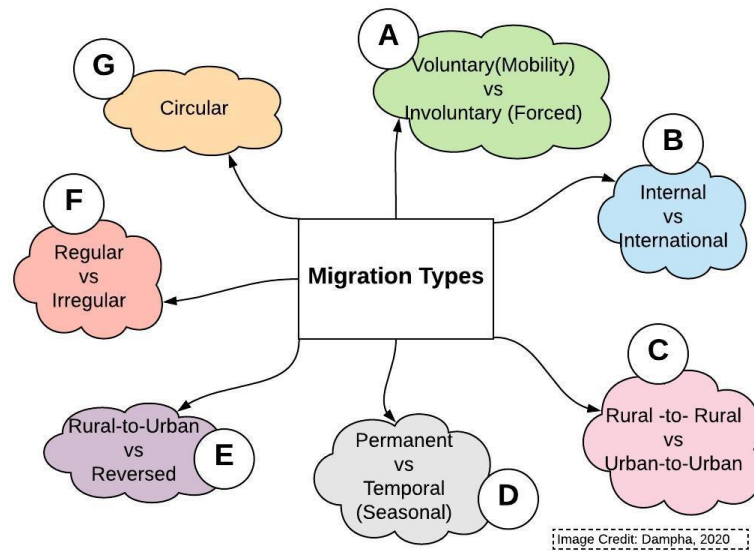 A
Voluntary(Mobility)
vs
Involuntary (Forced)
B
Internal
vs
International
C
Rural -to- Rural
vs
Urban-to-Urban
D
Permanent
vs
Temporal
(Seasonal)
E
Rural-to-Urban
vs
Reversed
F
Regular
vs
Irregular
G
Circular
Migration Types
Image Credit: Dampha, 2020